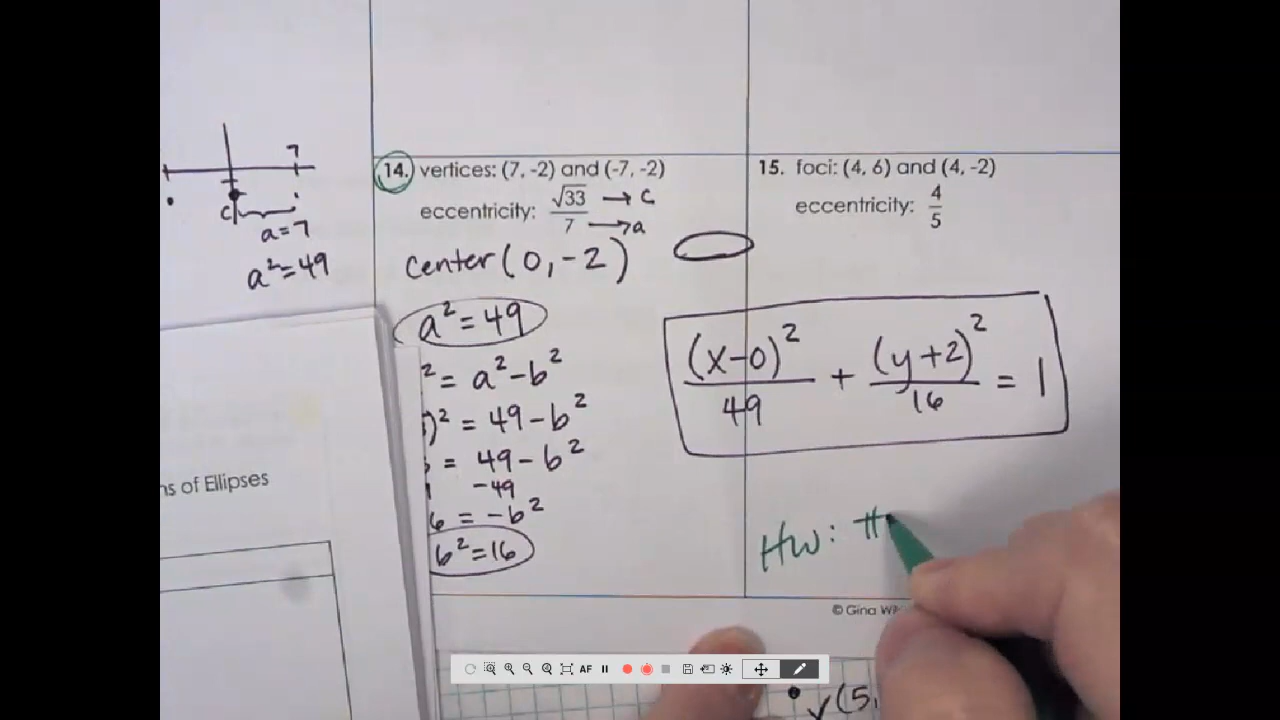 7
c
a=7
a²=49
14. vertices: (7, -2) and (-7, -2)
eccentricity: √33/7 → c → a
center (0, -2)
a² = 49
² = a² - b²
)² = 49 - b²
= 49 - b²
-49
6 = -b²
b² = 16
15. foci: (4, 6) and (4, -2)
eccentricity: 4/5
(x-0)²/49 + (y+2)²/16 = 1
HW: #
ns of Ellipses
© Gina Wi
AF
(5,